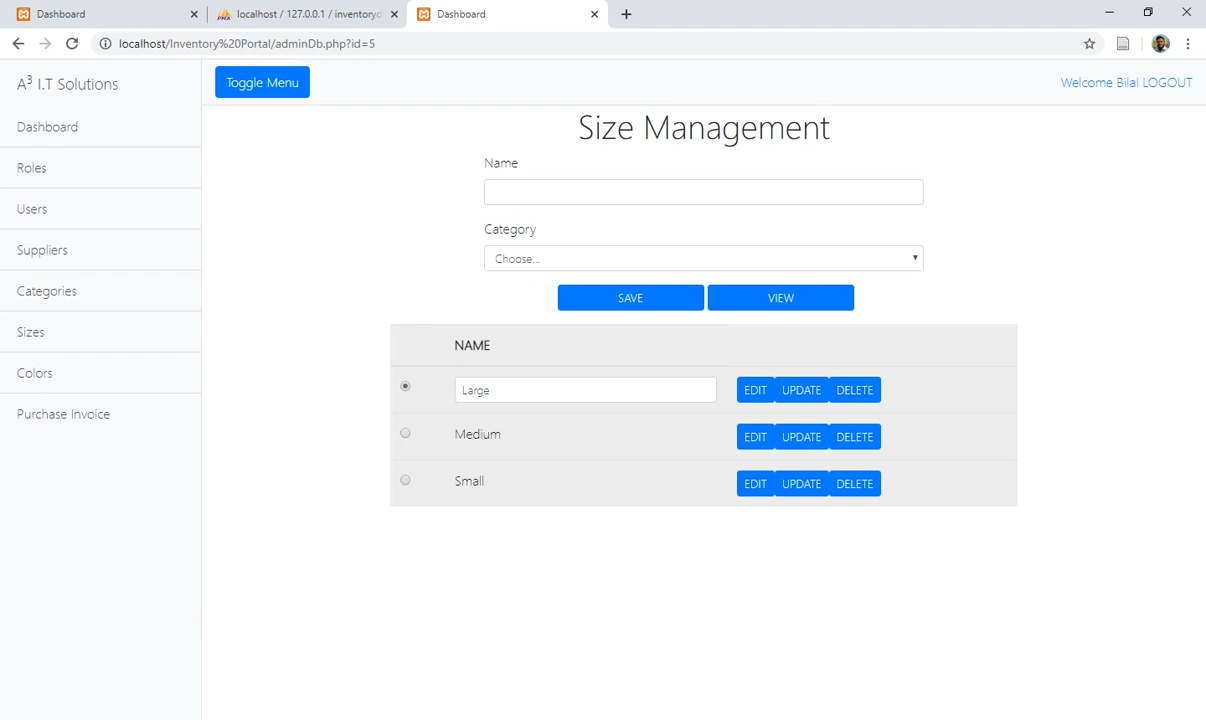 Dashboard
localhost / 127.0.0.1 / inventoryd
Dashboard
localhost/Inventory%20Portal/adminDb.php?id=5
A³ I.T Solutions
Toggle Menu
Welcome Bilal LOGOUT
Dashboard
Roles
Users
Suppliers
Categories
Sizes
Colors
Purchase Invoice
Size Management
Name
Category
Choose...
SAVE VIEW
NAME
Large EDIT UPDATE DELETE
Medium EDIT UPDATE DELETE
Small EDIT UPDATE DELETE